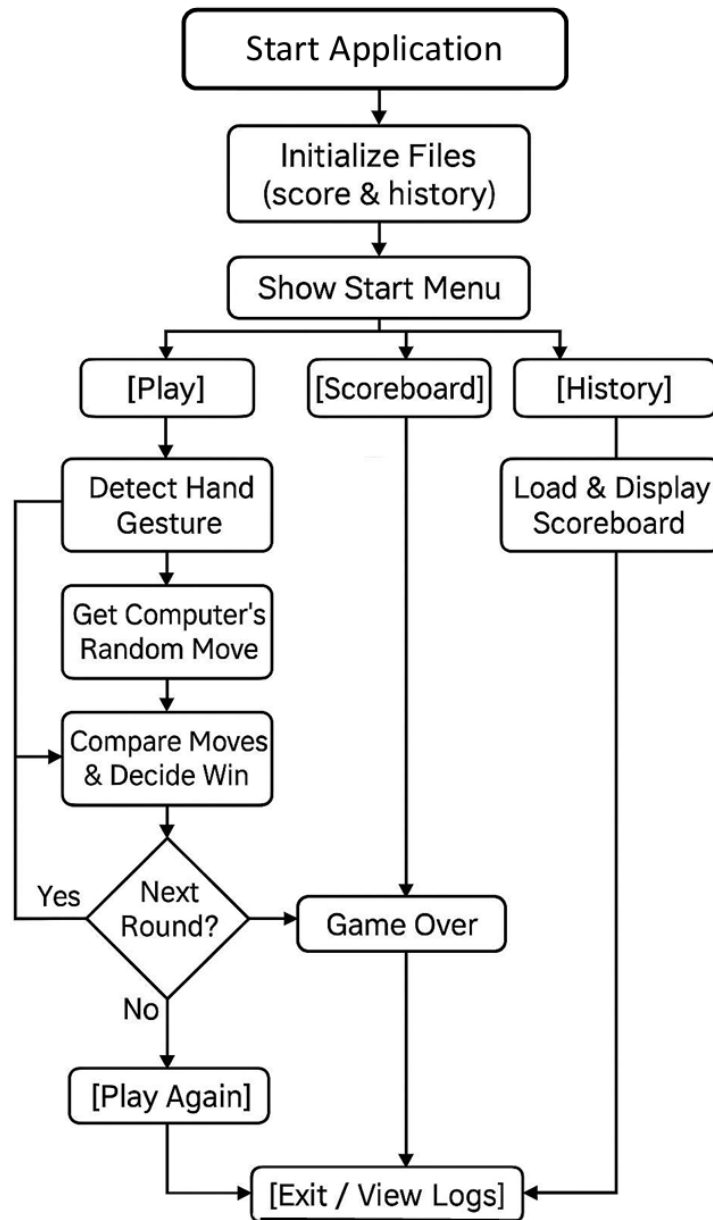 Start Application
Initialize Files
(score & history)
Show Start Menu
[Play]
[Scoreboard]
[History]
Detect Hand
Gesture
Load & Display
Scoreboard
Get Computer's
Random Move
Compare Moves
& Decide Win
Yes
Next
Round?
Game Over
No
[Play Again]
[Exit / View Logs]